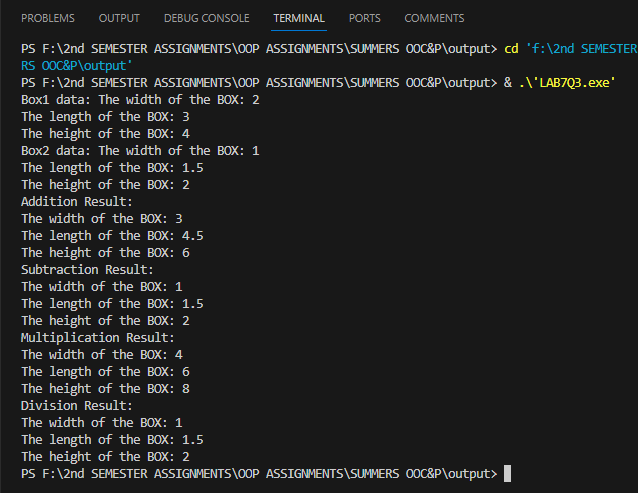 PROBLEMS OUTPUT DEBUG CONSOLE TERMINAL PORTS COMMENTS
PS F:\2nd SEMESTER ASSIGNMENTS\OOP ASSIGNMENTS\SUMMERS OOC&P\output> cd 'f:\2nd SEMESTER
RS OOC&P\output'
PS F:\2nd SEMESTER ASSIGNMENTS\OOP ASSIGNMENTS\SUMMERS OOC&P\output> & .\'LAB7Q3.exe'
Box1 data: The width of the BOX: 2
The length of the BOX: 3
The height of the BOX: 4
Box2 data: The width of the BOX: 1
The length of the BOX: 1.5
The height of the BOX: 2
Addition Result:
The width of the BOX: 3
The length of the BOX: 4.5
The height of the BOX: 6
Subtraction Result:
The width of the BOX: 1
The length of the BOX: 1.5
The height of the BOX: 2
Multiplication Result:
The width of the BOX: 4
The length of the BOX: 6
The height of the BOX: 8
Division Result:
The width of the BOX: 1
The length of the BOX: 1.5
The height of the BOX: 2
PS F:\2nd SEMESTER ASSIGNMENTS\OOP ASSIGNMENTS\SUMMERS OOC&P\output>